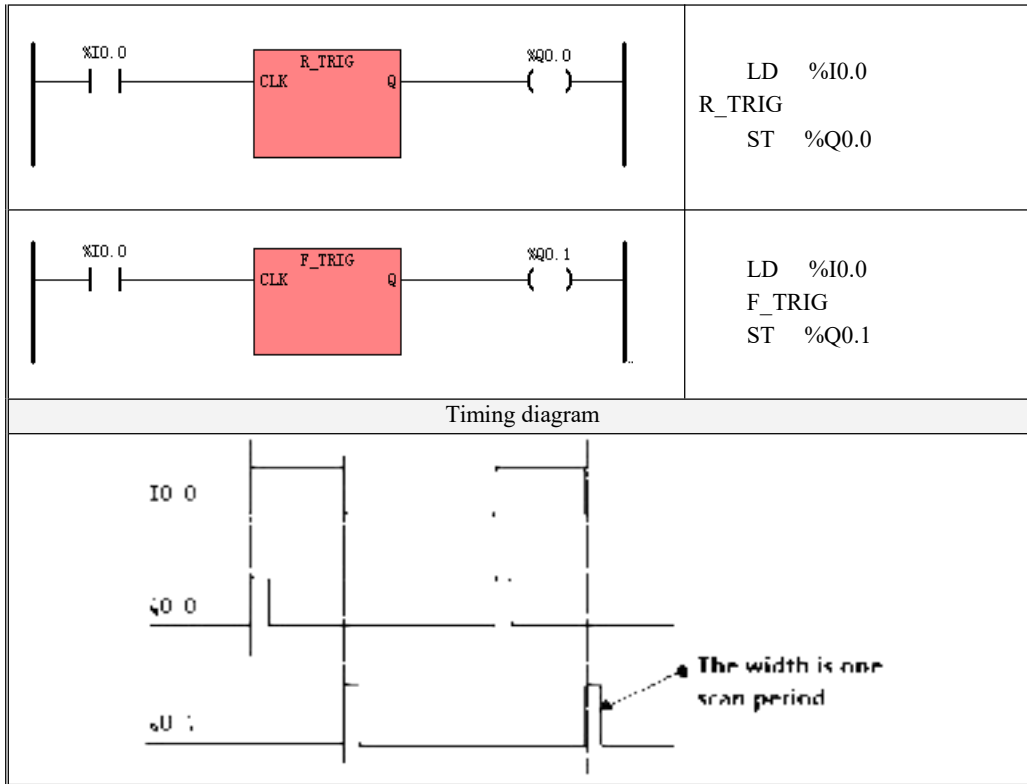 %I0.0
R_TRIG
CLK Q
%Q0.0
LD %I0.0
R_TRIG
ST %Q0.0
%I0.0
F_TRIG
CLK Q
%Q0.1
LD %I0.0
F_TRIG
ST %Q0.1
Timing diagram
I0 0
The width is one
scan period